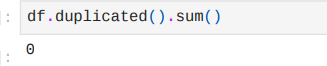 ]: df.duplicated().sum()
]: 0